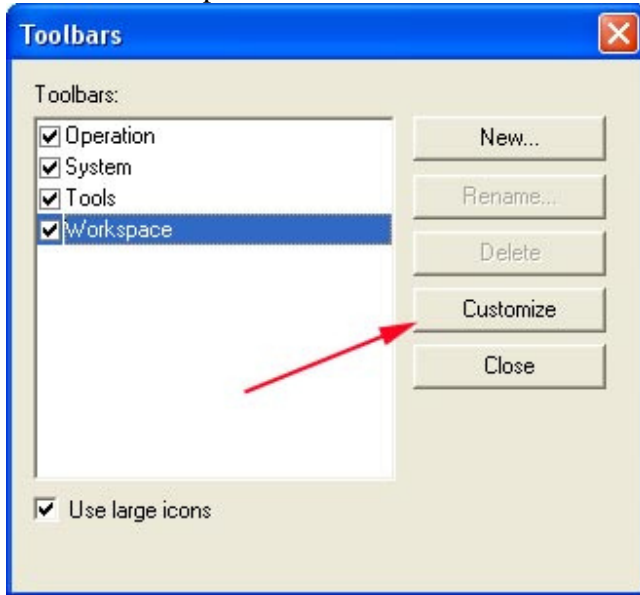 Toolbars
Toolbars:
Operation
System
Tools
Workspace
New...
Rename...
Delete
Customize
Close
Use large icons